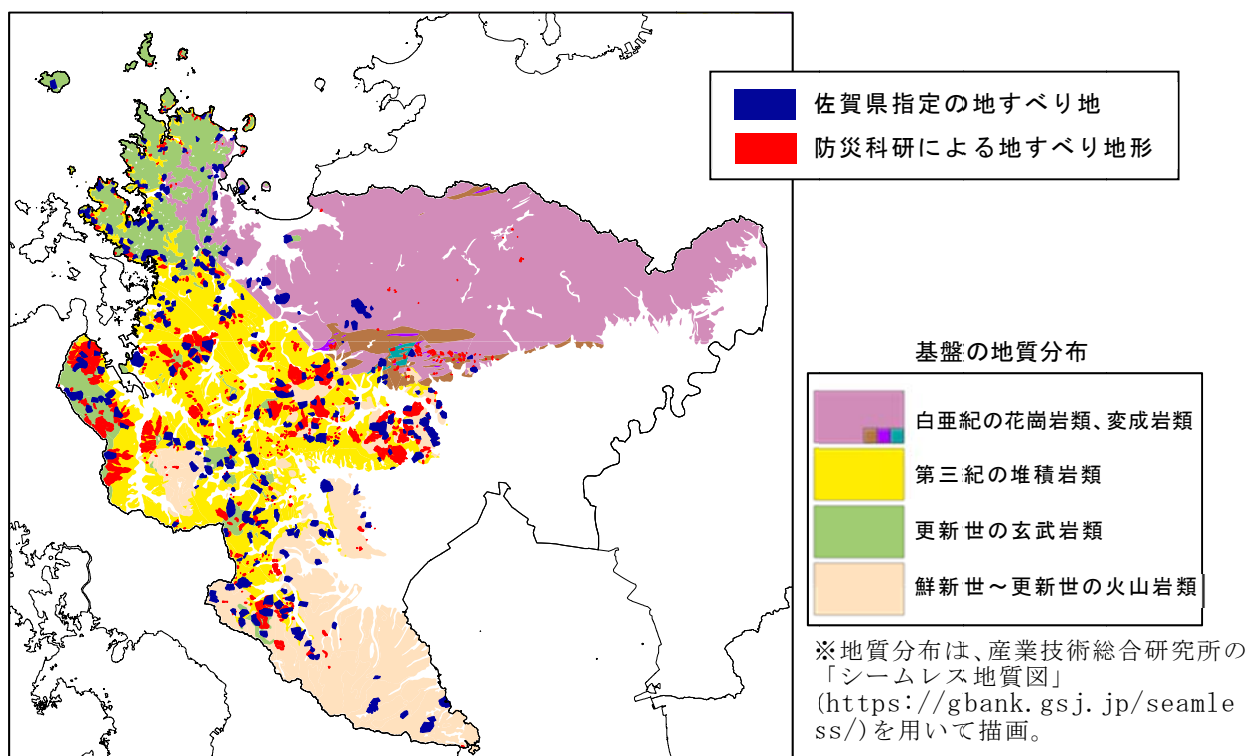 佐賀県指定の地すべり地
防災科研による地すべり地形
基盤の地質分布
白亜紀の花崗岩類、変成岩類
第三紀の堆積岩類
更新世の玄武岩類
鮮新世～更新世の火山岩類
※地質分布は、産業技術総合研究所の
「シームレス地質図」
(https://gbank.gsj.jp/seamle
ss/)を用いて描画。